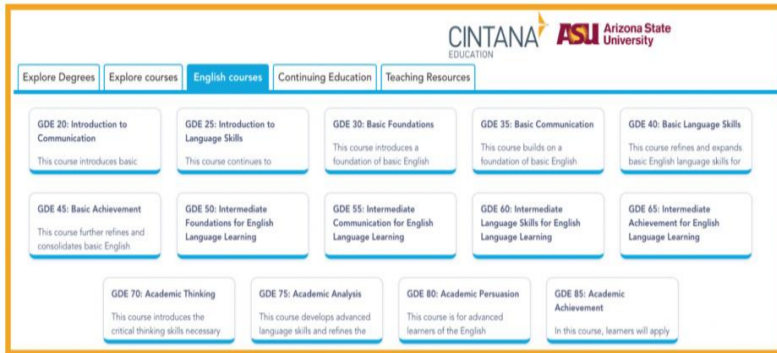 CINTANA
EDUCATION
ASU Arizona State
University
Explore Degrees
Explore courses
English courses
Continuing Education
Teaching Resources
GDE 20: Introduction to
Communication
This course introduces basic
GDE 25: Introduction to
Language Skills
This course continues to
GDE 30: Basic Foundations
This course introduces a
foundation of basic English
GDE 35: Basic Communication
This course builds on a
foundation of basic English
GDE 40: Basic Language Skills
This course refines and expands
basic English language skills for
GDE 45: Basic Achievement
This course further refines and
consolidates basic English
GDE 50: Intermediate
Foundations for English
Language Learning
GDE 55: Intermediate
Communication for English
Language Learning
GDE 60: Intermediate
Language Skills for English
Language Learning
GDE 65: Intermediate
Achievement for English
Language Learning
GDE 70: Academic Thinking
This course introduces the
critical thinking skills necessary
GDE 75: Academic Analysis
This course develops advanced
language skills and refines the
GDE 80: Academic Persuasion
This course is for advanced
learners of the English
GDE 85: Academic
Achievement
In this course, learners will apply